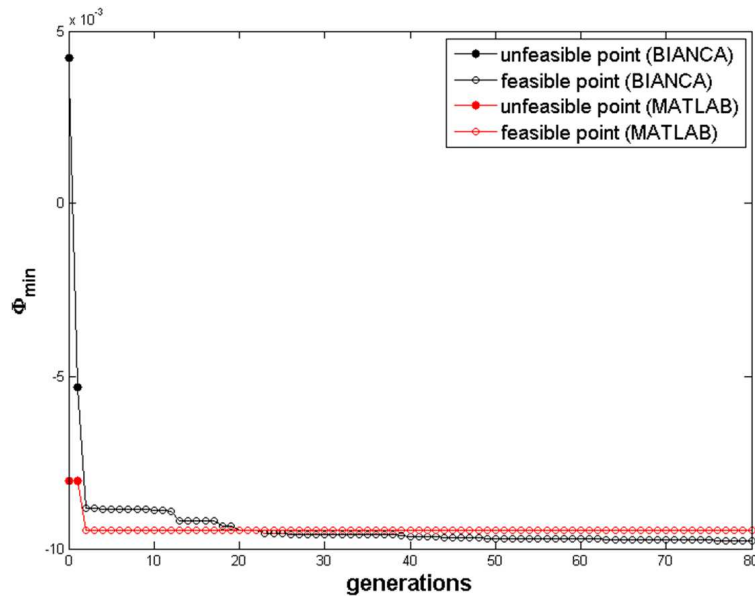 5 x 10^-3
unfeasible point (BIANCA)
feasible point (BIANCA)
unfeasible point (MATLAB)
feasible point (MATLAB)
0
-5
-10
Φmin
0 10 20 30 40 50 60 70 80
generations